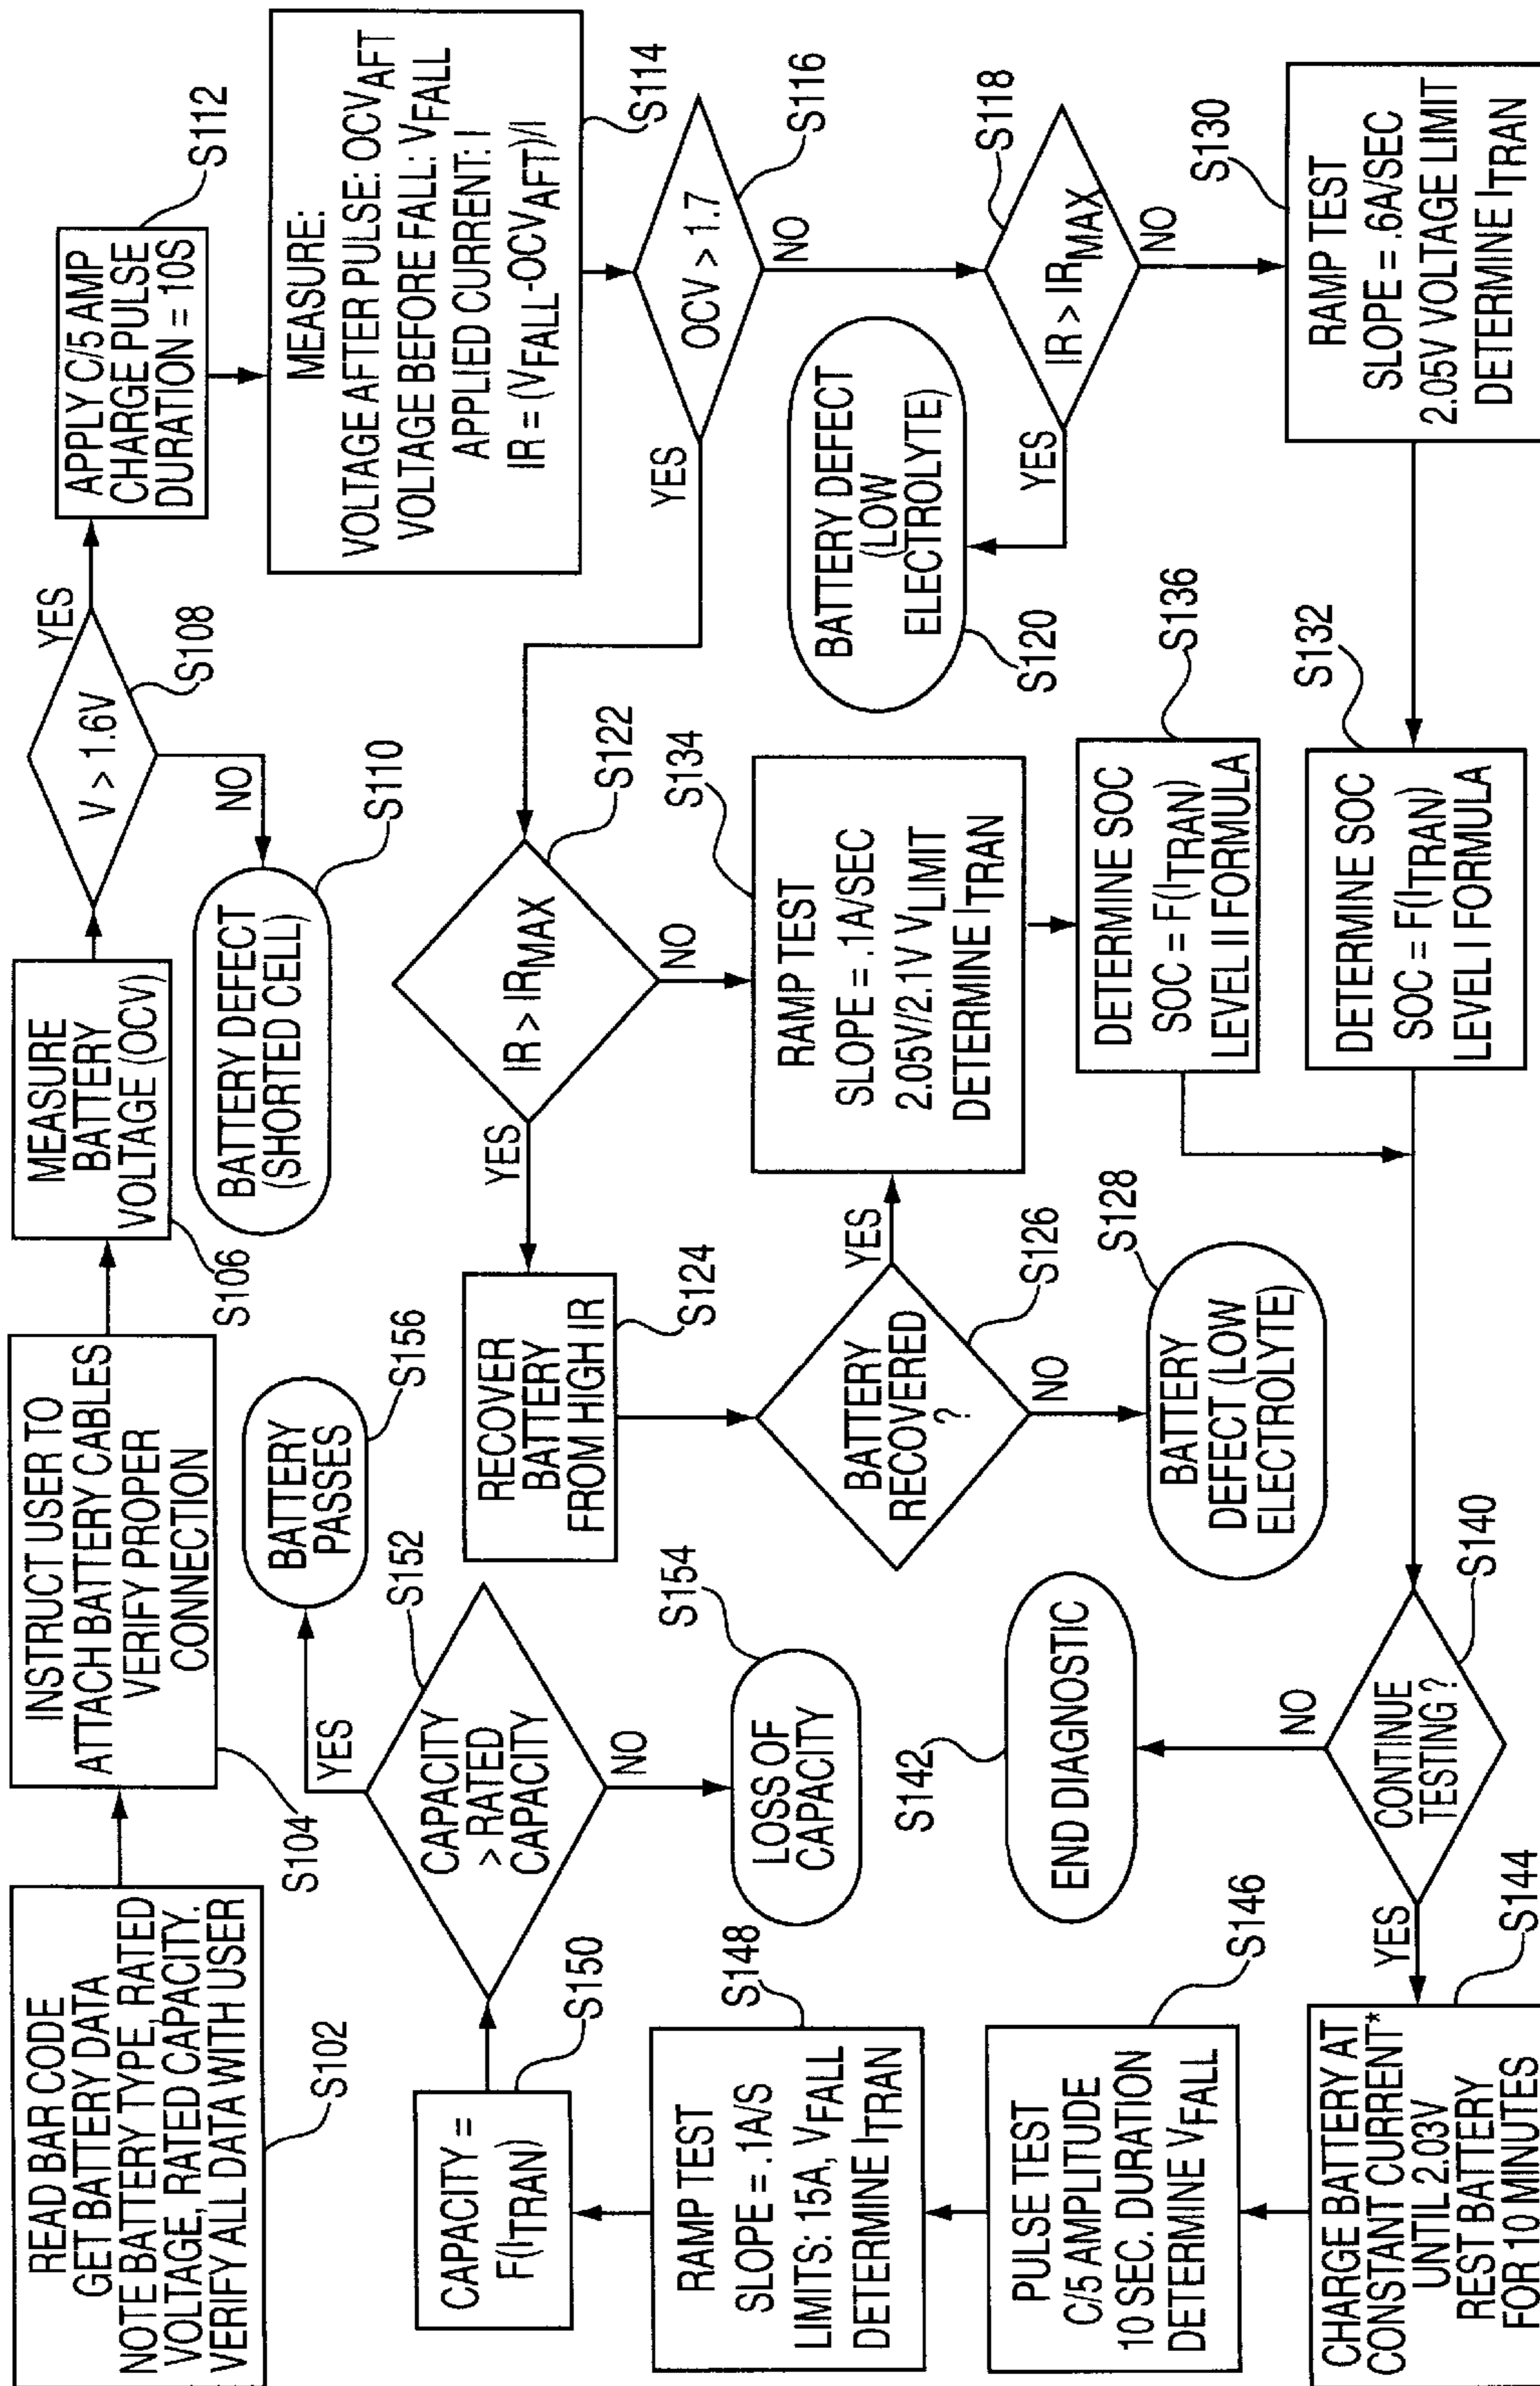 READ BAR CODE
GET BATTERY DATA
NOTE BATTERY TYPE, RATED
VOLTAGE, RATED CAPACITY.
VERIFY ALL DATA WITH USER
S102
INSTRUCT USER TO
ATTACH BATTERY CABLES
VERIFY PROPER
CONNECTION
S104
MEASURE
BATTERY
VOLTAGE (OCV)
S106
V > 1.6V
S108
YES
NO
BATTERY DEFECT
(SHORTED CELL)
S110
APPLY C/5 AMP
CHARGE PULSE
DURATION = 10S
S112
MEASURE:
VOLTAGE AFTER PULSE: OCVAFT
VOLTAGE BEFORE FALL: VFALL
APPLIED CURRENT: I
IR = (VFALL-OCVAFT)/I
S114
OCV > 1.7
S116
YES
NO
IR > IRMAX
S118
YES
NO
BATTERY DEFECT
(LOW
ELECTROLYTE)
S120
IR > IRMAX
S122
YES
NO
RECOVER
BATTERY
FROM HIGH IR
S124
BATTERY
RECOVERED
?
S126
YES
NO
BATTERY
DEFECT (LOW
ELECTROLYTE)
S128
RAMP TEST
SLOPE = .6A/SEC
2.05V VOLTAGE LIMIT
DETERMINE ITRAN
S130
DETERMINE SOC
SOC = F(ITRAN)
LEVEL I FORMULA
S132
RAMP TEST
SLOPE = .1A/SEC
2.05V/2.1V VLIMIT
DETERMINE ITRAN
S134
DETERMINE SOC
SOC = F(ITRAN)
LEVEL II FORMULA
S136
CONTINUE
TESTING ?
S140
NO
YES
END DIAGNOSTIC
S142
CHARGE BATTERY AT
CONSTANT CURRENT*
UNTIL 2.03V
REST BATTERY
FOR 10 MINUTES
S144
PULSE TEST
C/5 AMPLITUDE
10 SEC. DURATION
DETERMINE VFALL
S146
RAMP TEST
SLOPE = .1A/S
LIMITS: 15A, VFALL
DETERMINE ITRAN
S148
CAPACITY =
F(ITRAN)
S150
CAPACITY
> RATED
CAPACITY
S152
YES
NO
LOSS OF
CAPACITY
S154
BATTERY
PASSES
S156